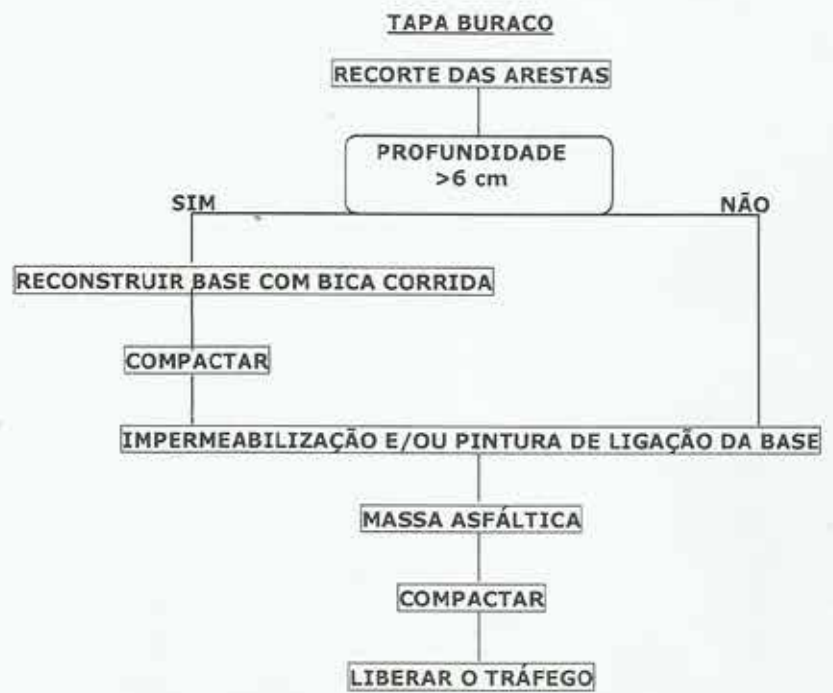 TAPA BURACO
RECORTE DAS ARESTAS
PROFUNDIDADE
>6 cm
SIM
NÃO
RECONSTRUIR BASE COM BICA CORRIDA
COMPACTAR
IMPERMEABILIZAÇÃO E/OU PINTURA DE LIGAÇÃO DA BASE
MASSA ASFÁLTICA
COMPACTAR
LIBERAR O TRÁFEGO